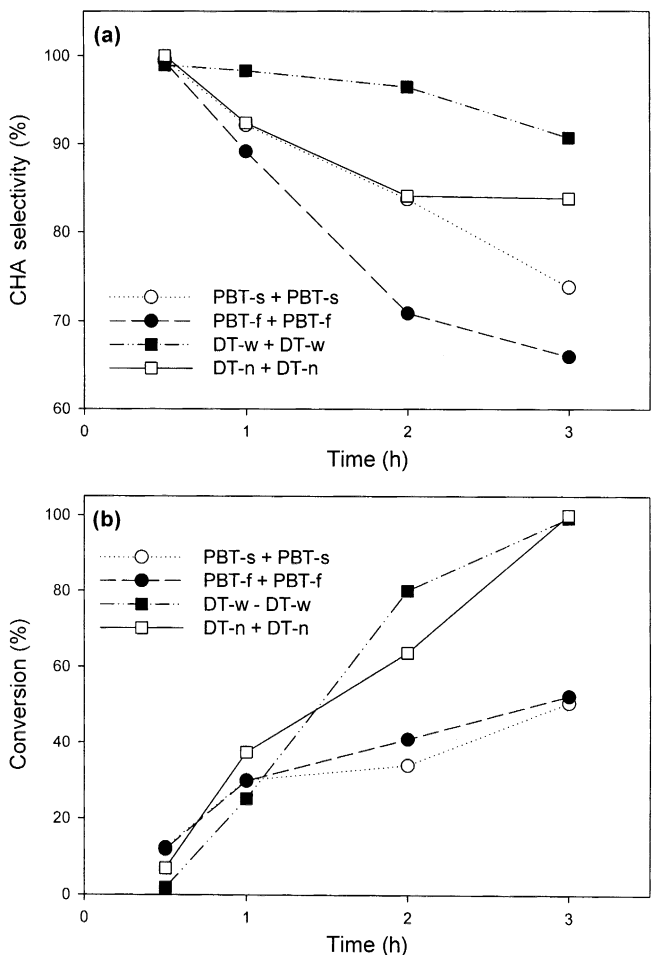 (a)
CHA selectivity (%)
100
90
80
70
60
PBT-s + PBT-s
PBT-f + PBT-f
DT-w + DT-w
DT-n + DT-n
0
1
2
3
Time (h)
(b)
Conversion (%)
100
80
60
40
20
0
PBT-s + PBT-s
PBT-f + PBT-f
DT-w - DT-w
DT-n + DT-n
0
1
2
3
Time (h)